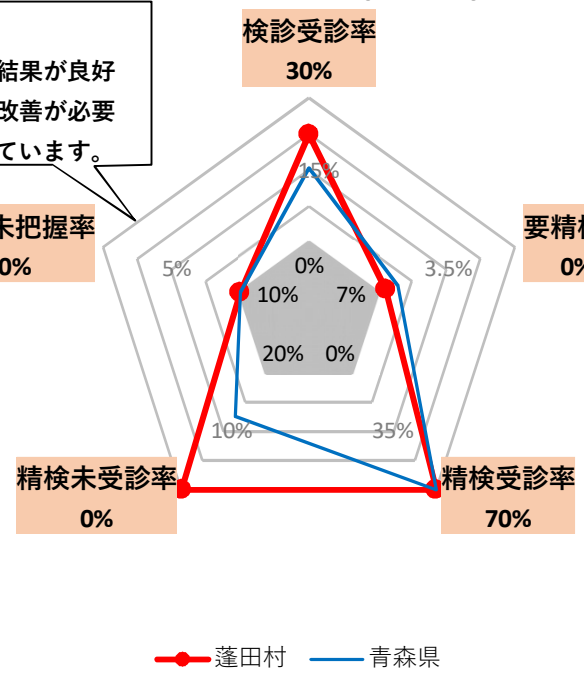 検診受診率
30%
結果が良好
改善が必要
ています。
15%
未把握率
0%
要精検
0%
5%
3.5%
0%
10%
7%
20%
0%
10%
35%
精検未受診率
0%
精検受診率
70%
蓬田村
青森県